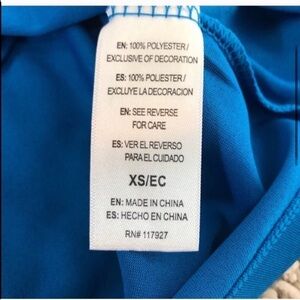 EN: 100% POLYESTER/
EXCLUSIVE OF DECORATION
ES: 100% POLIESTER/
EXCLUYE LA DECORACION
EN: SEE REVERSE
FOR CARE
ES: VER EL REVERSO
PARA EL CUIDADO
XS/EC
EN: MADE IN CHINA
ES: HECHO EN CHINA
RN# 117927